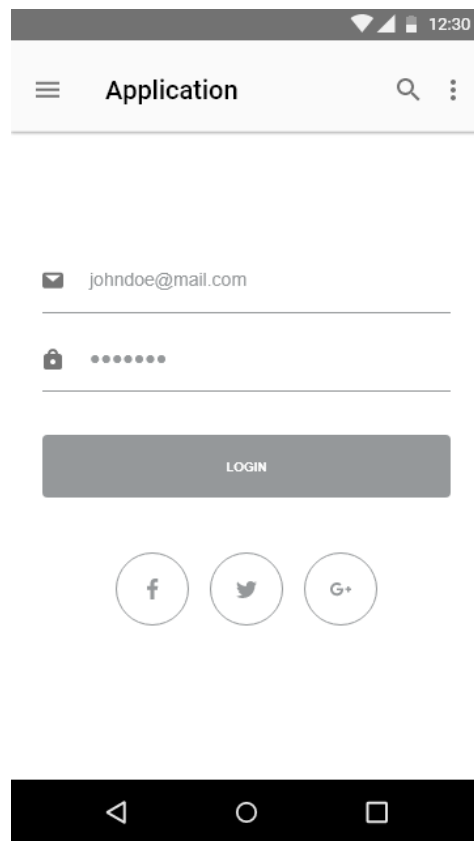 12:30
Application
johndoe@mail.com
•••••••
LOGIN
f
G+